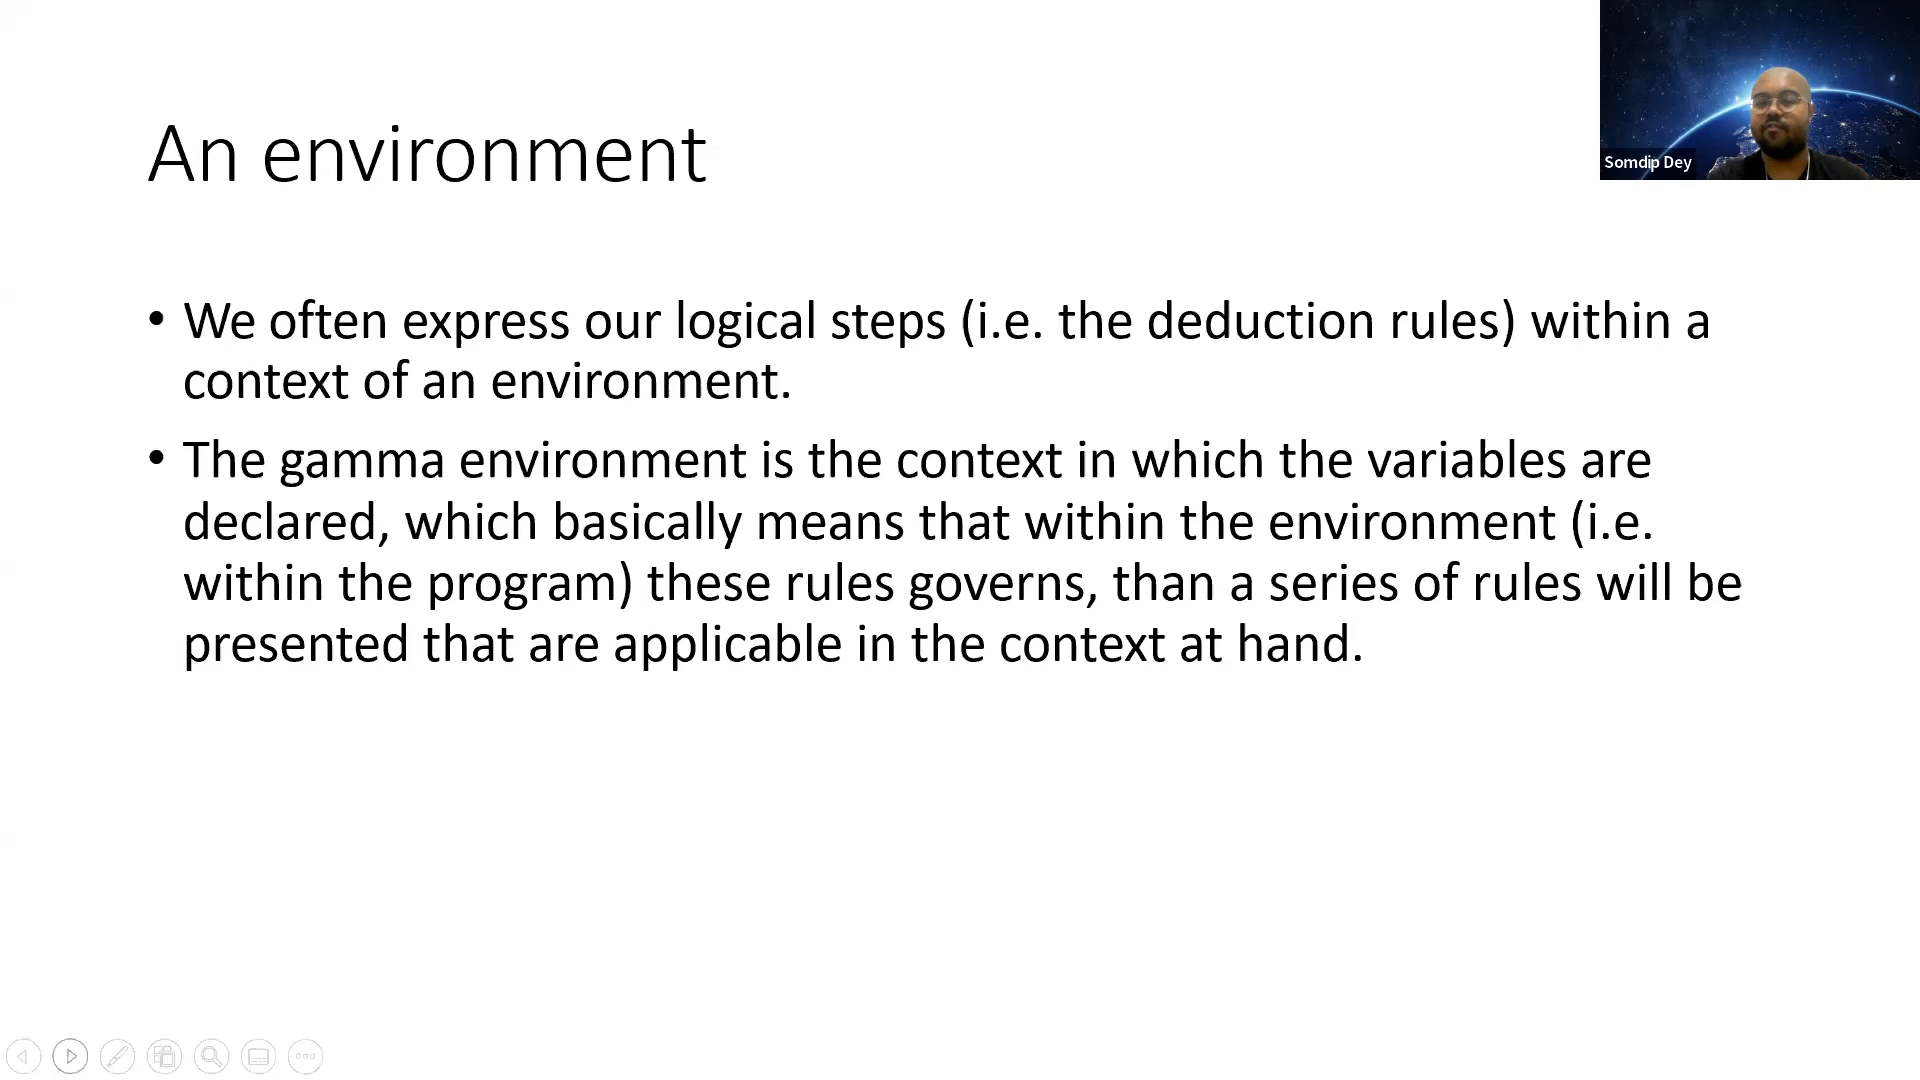 An environment
Somdip Dey
• We often express our logical steps (i.e. the deduction rules) within a
context of an environment.
• The gamma environment is the context in which the variables are
declared, which basically means that within the environment (i.e.
within the program) these rules governs, than a series of rules will be
presented that are applicable in the context at hand.